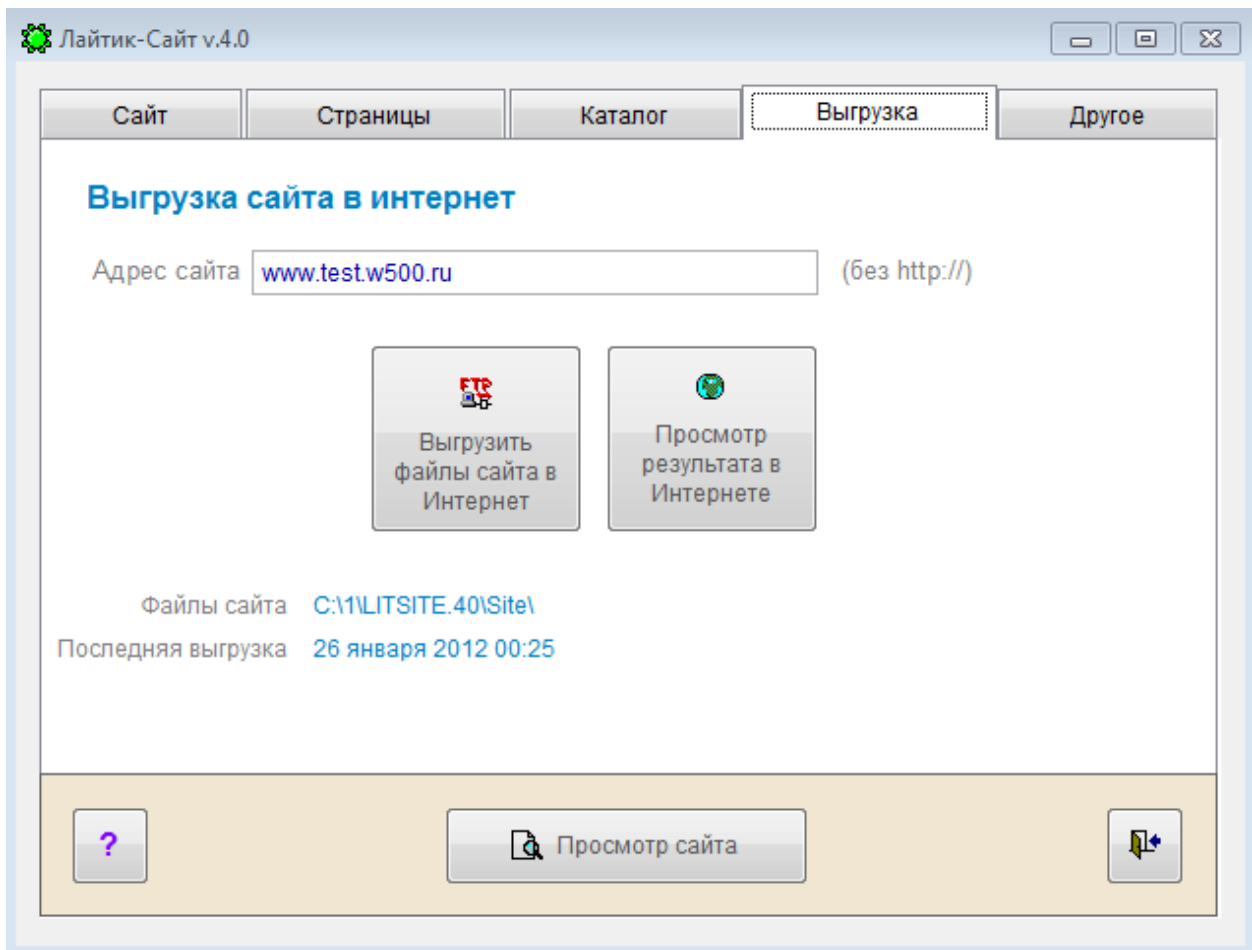 Лайтик-Сайт v.4.0
Сайт Страницы Каталог Выгрузка Другое
Выгрузка сайта в интернет
Адрес сайта www.test.w500.ru (без http://)
FTP
Выгрузить
файлы сайта в
Интернет
Просмотр
результата в
Интернете
Файлы сайта C:\1\LITSITE.40\Site\
Последняя выгрузка 26 января 2012 00:25
? Просмотр сайта